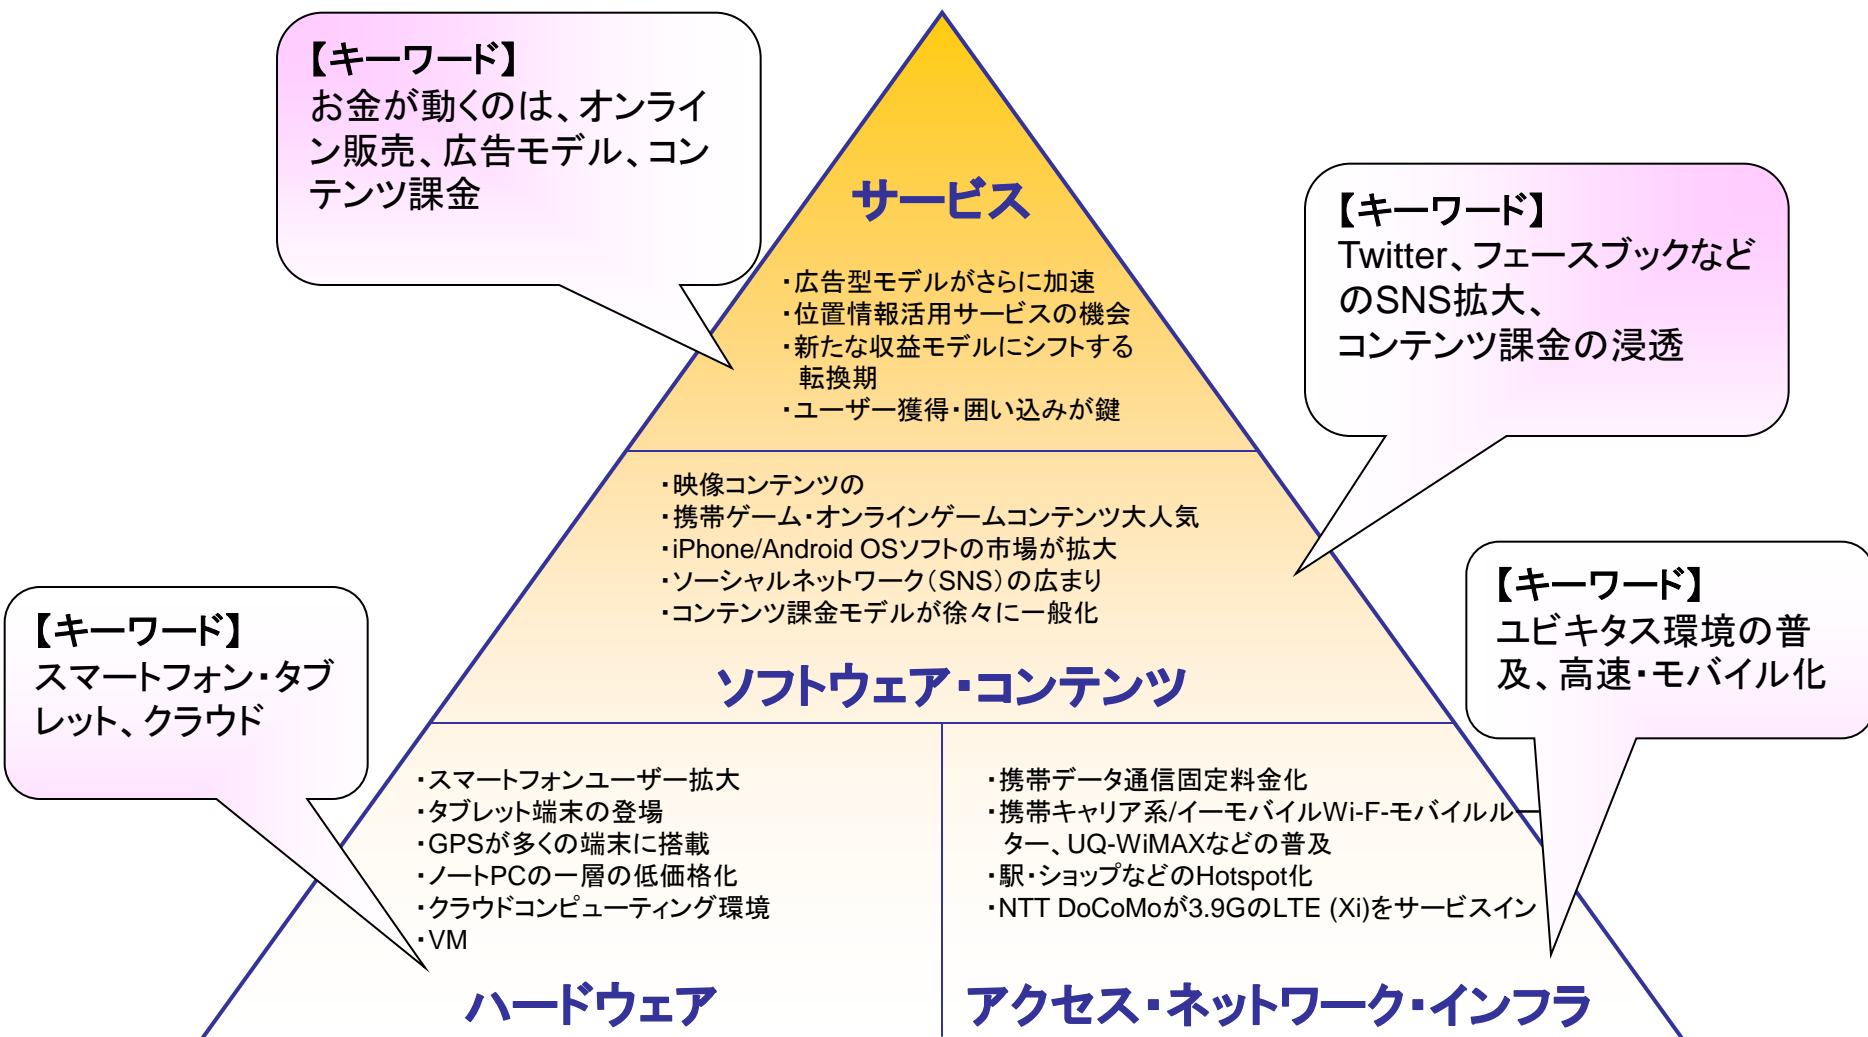 【キーワード】
お金が動くのは、オンライ
ン販売、広告モデル、コン
テンツ課金
サービス
・広告型モデルがさらに加速
・位置情報活用サービスの機会
・新たな収益モデルにシフトする
転換期
・ユーザー獲得・囲い込みが鍵
【キーワード】
Twitter、フェースブックなど
のSNS拡大、
コンテンツ課金の浸透
・映像コンテンツの
・携帯ゲーム・オンラインゲームコンテンツ大人気
・iPhone/Android OSソフトの市場が拡大
・ソーシャルネットワーク（SNS）の広まり
・コンテンツ課金モデルが徐々に一般化
ソフトウェア・コンテンツ
【キーワード】
スマートフォン・タブ
レット、クラウド
【キーワード】
ユビキタス環境の普
及、高速・モバイル化
・スマートフォンユーザー拡大
・タブレット端末の登場
・GPSが多くの端末に搭載
・ノートPCの一層の低価格化
・クラウドコンピューティング環境
・VM
ハードウェア
・携帯データ通信固定料金化
・携帯キャリア系/イーモバイルWi-F-モバイルルー
ター、UQ-WiMAXなどの普及
・駅・ショップなどのHotspot化
・NTT DoCoMoが3.9GのLTE (Xi)をサービスイン
アクセス・ネットワーク・インフラ